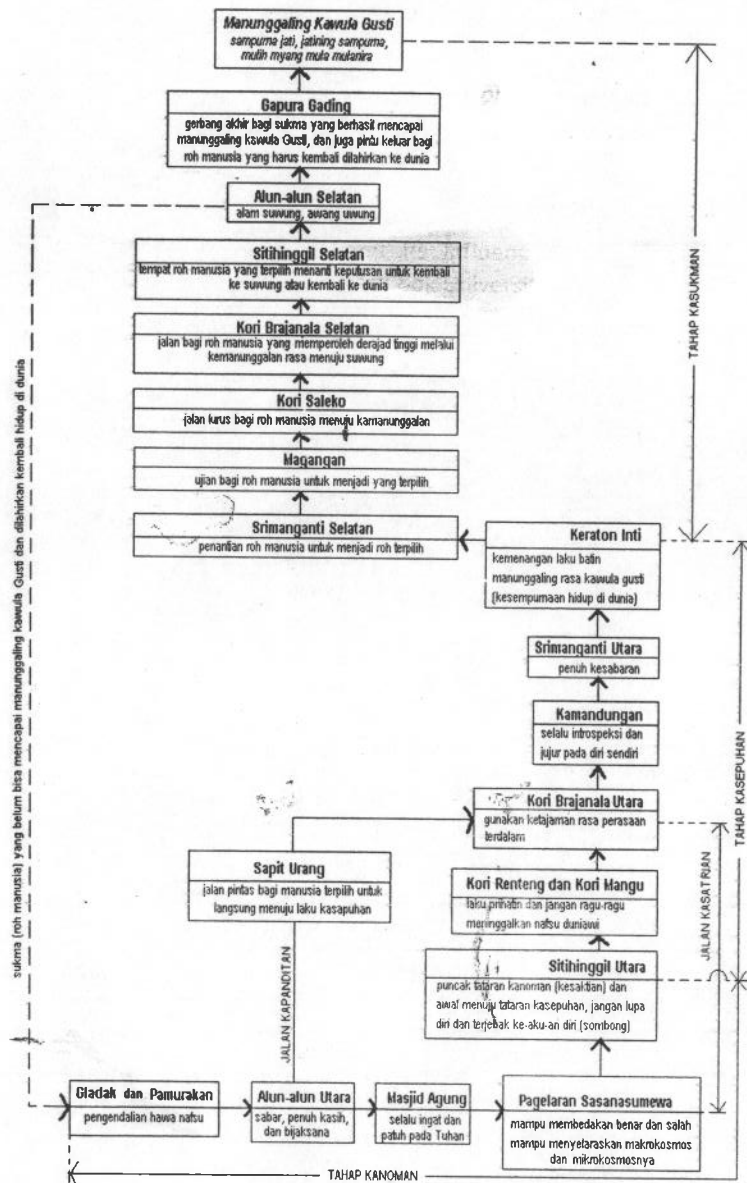 Manunggaling Kawula Gusti
sampurna jati, jatining sampurna,
mulih myang mula mulanira
Gapura Gading
gerbang akhir bagi sukma yang berhasil mencapai
manunggaling kawula Gusti, dan juga pintu keluar bagi
roh manusia yang harus kembali dilahirkan ke dunia
Alun-alun Selatan
alam suwung, awang uwung
Sitihinggil Selatan
tempat roh manusia yang terpilih menanti keputusan untuk kembali
ke suwung atau kembali ke dunia
Kori Brajanala Selatan
jalan bagi roh manusia yang memperoleh derajad tinggi melalui
kemanunggalan rasa menuju suwung
Kori Saleko
jalan lurus bagi roh manusia menuju kamanunggalan
Magangan
ujian bagi roh manusia untuk menjadi yang terpilih
Srimanganti Selatan
penantian roh manusia untuk menjadi roh terpilih
Keraton Inti
kemenangan laku batin
manunggaling rasa kawula gusti
(kesempurnaan hidup di dunia)
Srimanganti Utara
penuh kesabaran
Kamandungan
selalu introspeksi dan
jujur pada diri sendiri
Kori Brajanala Utara
gunakan ketajaman rasa perasaan
terdalam
Sapit Urang
jalan pintas bagi manusia terpilih untuk
langsung menuju laku kasapuhan
Kori Renteng dan Kori Mangu
laku prihatin dan jangan ragu-ragu
meninggalkan nafsu duniawi
Sitihinggil Utara
puncak tataran kanoman (kesaktian) dan
awal menuju tataran kasepuhan, jangan lupa
diri dan terjebak ke-aku-an diri (sombong)
Gladak dan Pamurakan
pengendalian hawa nafsu
Alun-alun Utara
sabar, penuh kasih,
dan bijaksana
Masjid Agung
selalu ingat dan
patuh pada Tuhan
Pagelaran Sasanasumewa
mampu membedakan benar dan salah
mampu menyelaraskan makrokosmos
dan mikrokosmosnya
TAHAP KANOMAN
JALAN KAPANDITAN
JALAN KASATRIAN
TAHAP KASEPUHAN
TAHAP KASUKMAN
sukma (roh manusia) yang belum bisa mencapai manunggaling kawula Gusti dan dilahirkan kembali hidup di dunia